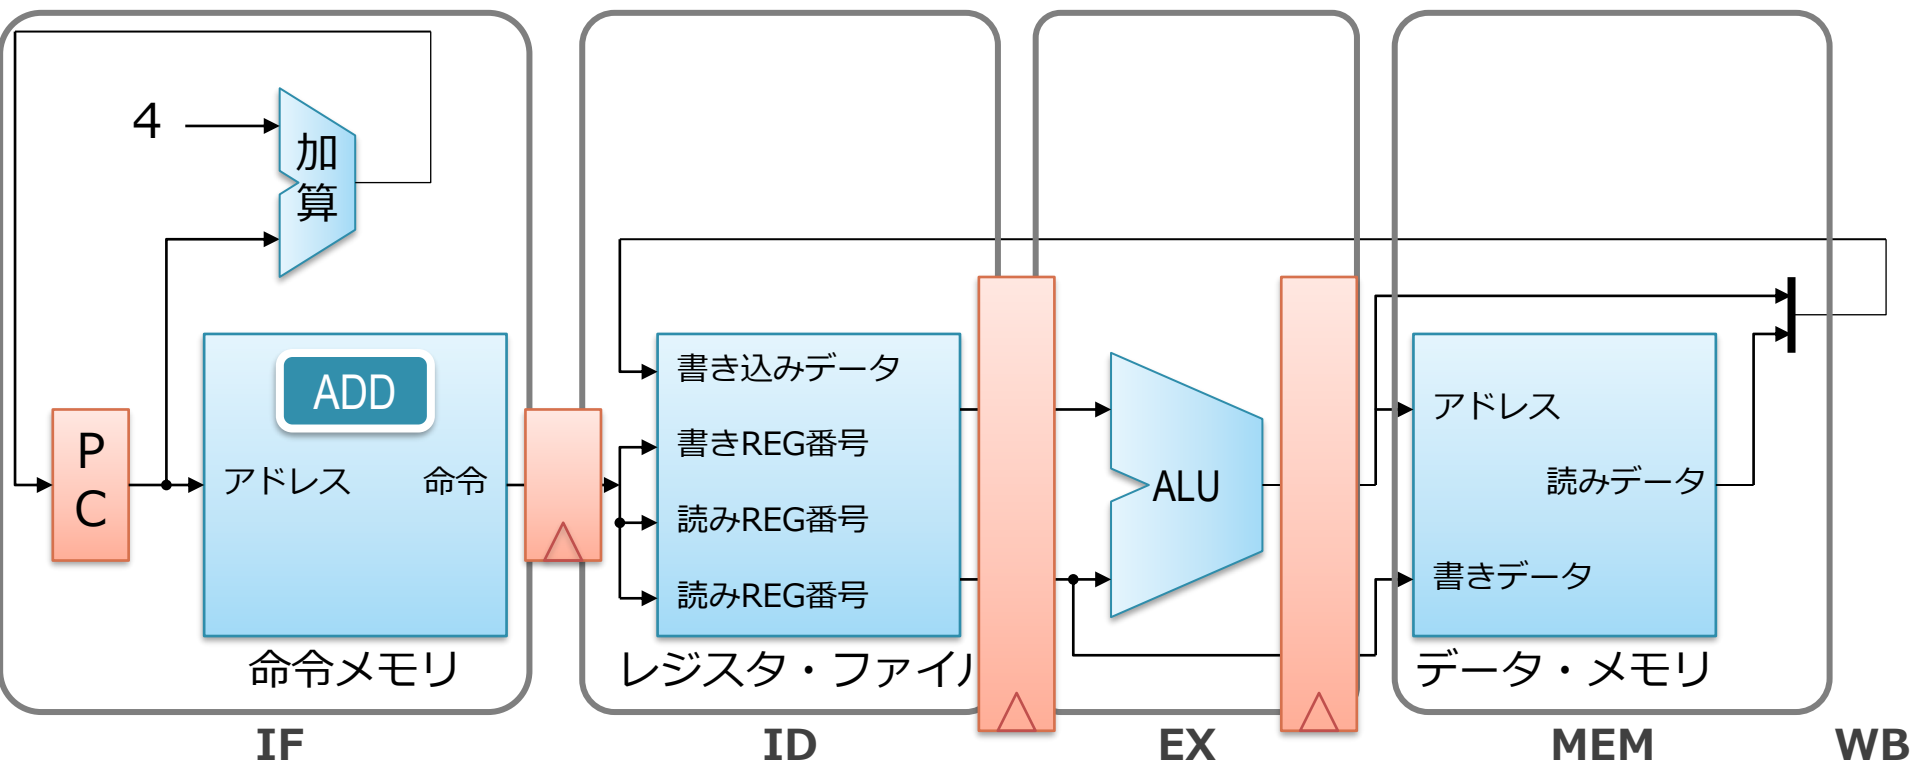 4
加
算
ADD
P
C
アドレス 命令
命令メモリ
書き込みデータ
書きREG番号
読みREG番号
読みREG番号
レジスタ・ファイル
ALU
アドレス
読みデータ
書きデータ
データ・メモリ
IF
ID
EX
MEM
WB